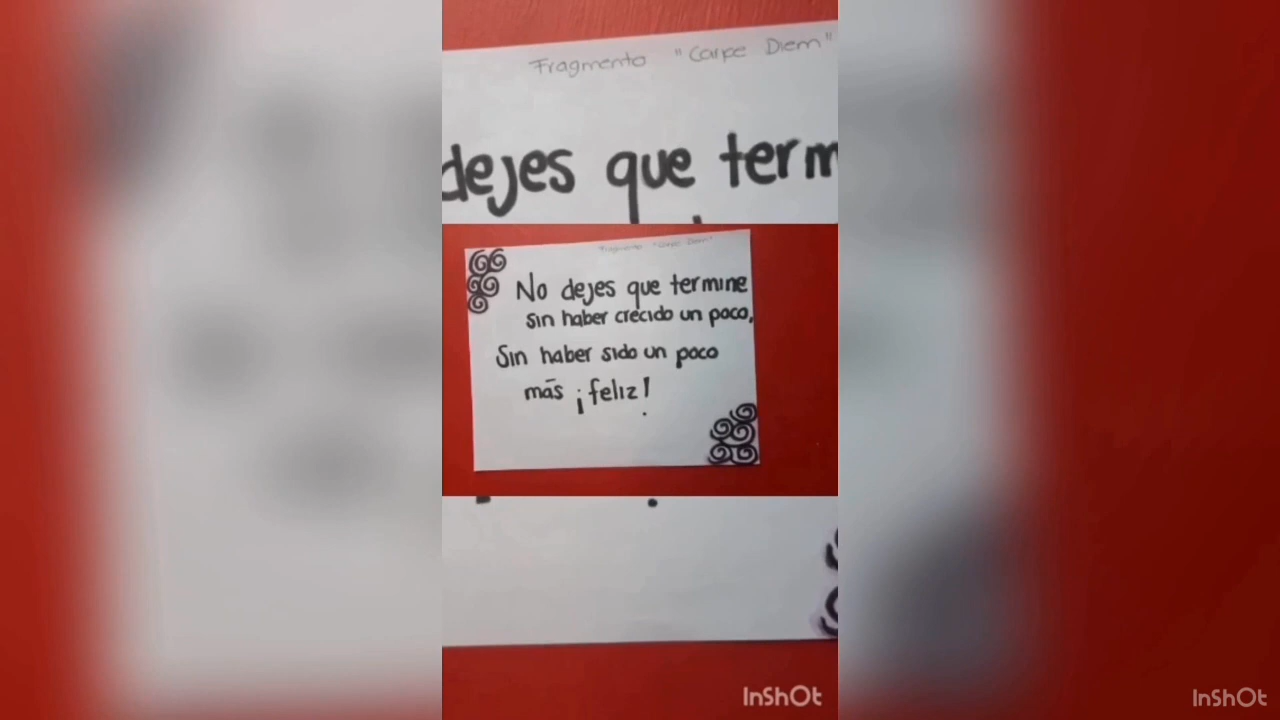 Fragmento "Carpe Diem"
dejes que term
Fragmento "Carpe Diem"
No dejes que termine
sin haber crecido un poco,
Sin haber sido un poco
más ¡feliz!
InShOt
InShOt